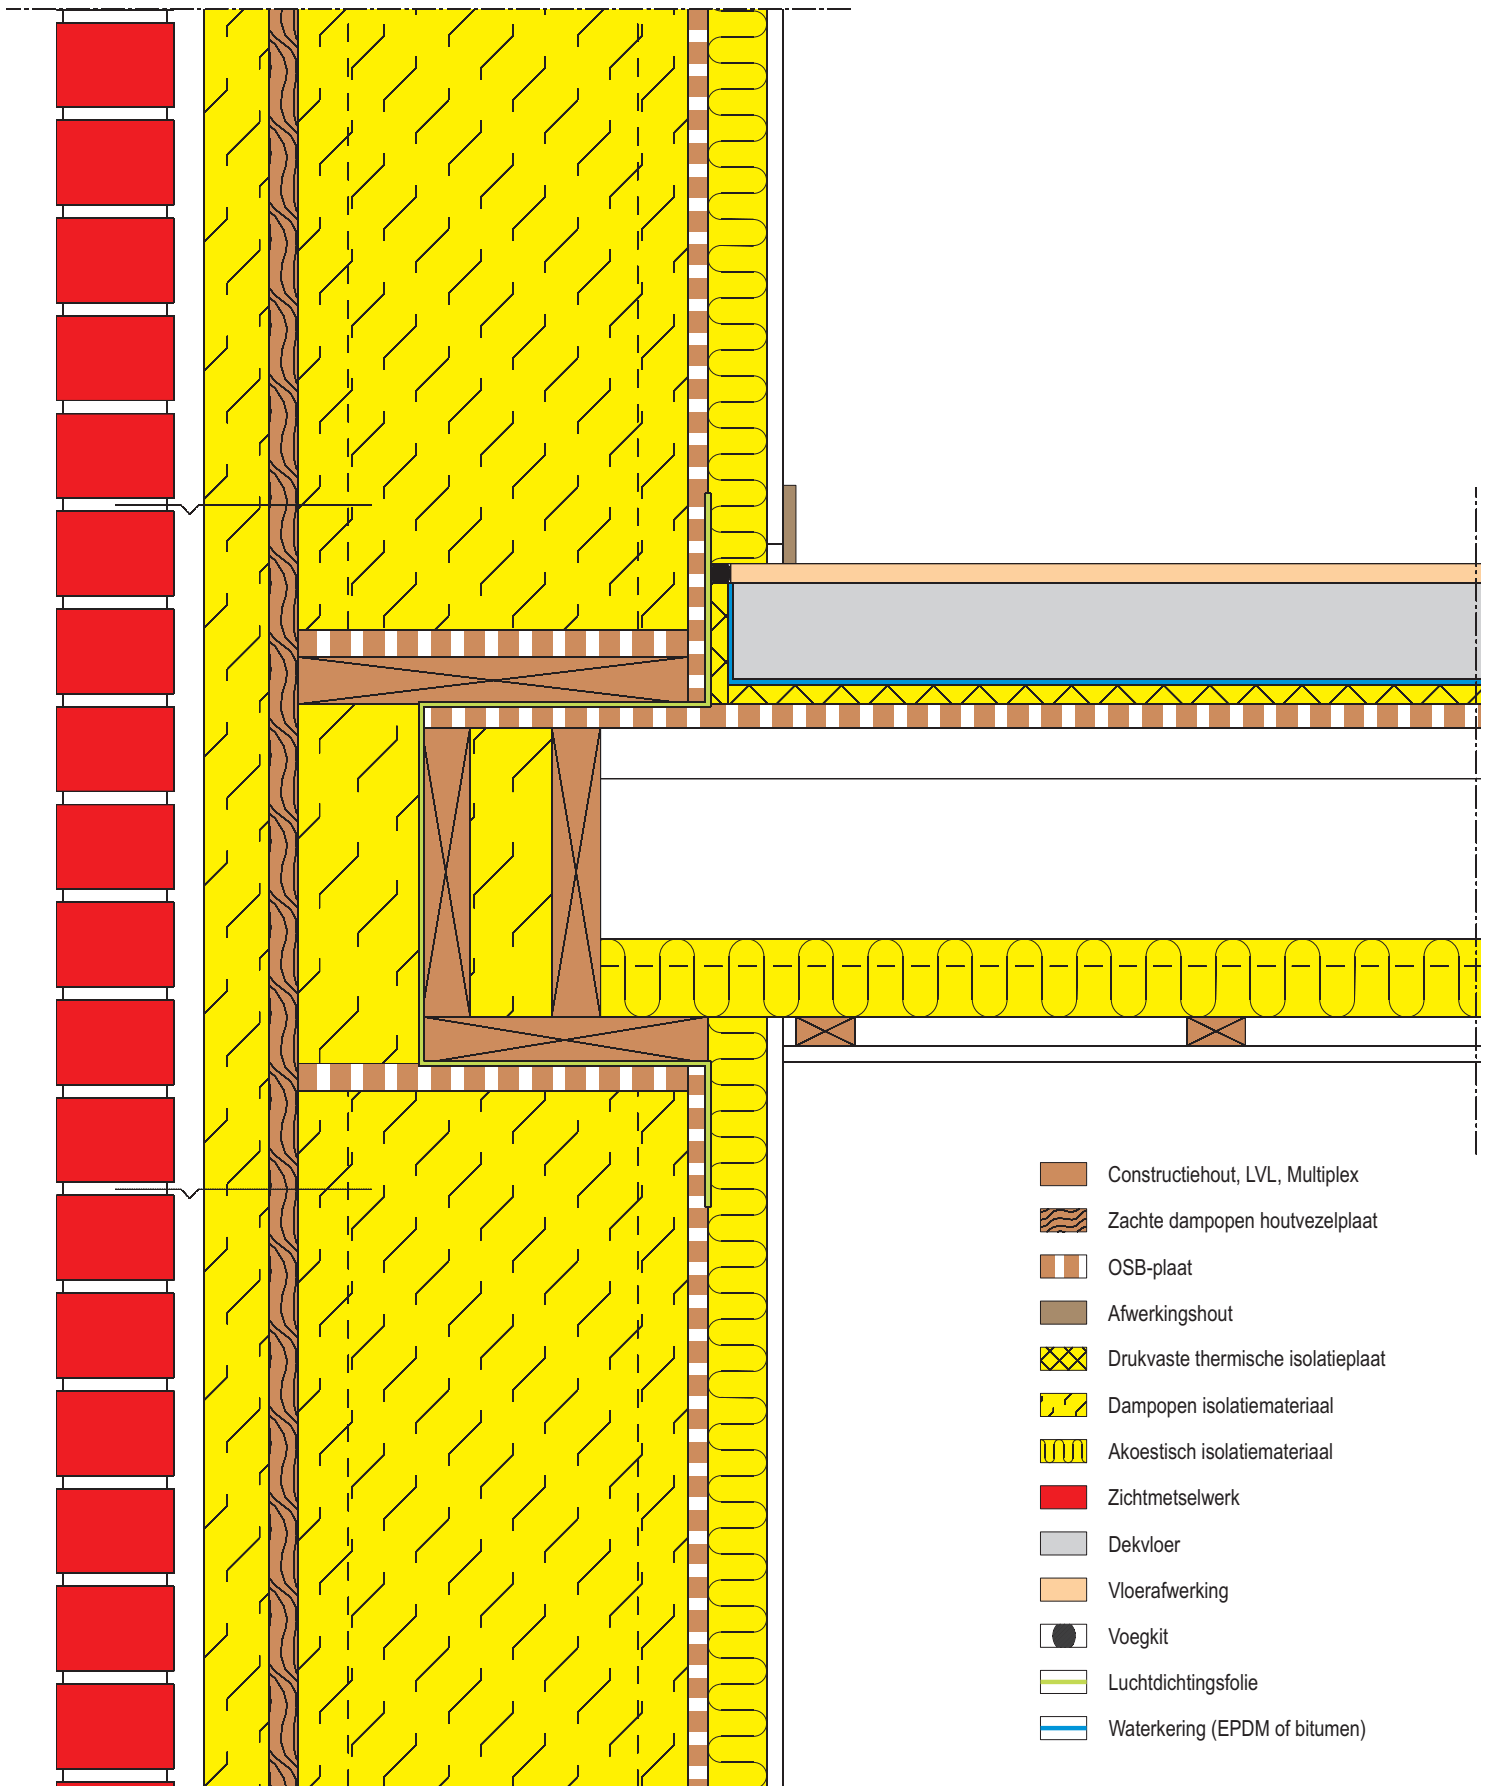 Constructiehout, LVL, Multiplex
Zachte dampopen houtvezelplaat
OSB-plaat
Afwerkingshout
Drukvaste thermische isolatieplaat
Dampopen isolatiemateriaal
Akoestisch isolatiemateriaal
Zichtmetselwerk
Dekvloer
Vloerafwerking
Voegkit
Luchtdichtingsfolie
Waterkering (EPDM of bitumen)